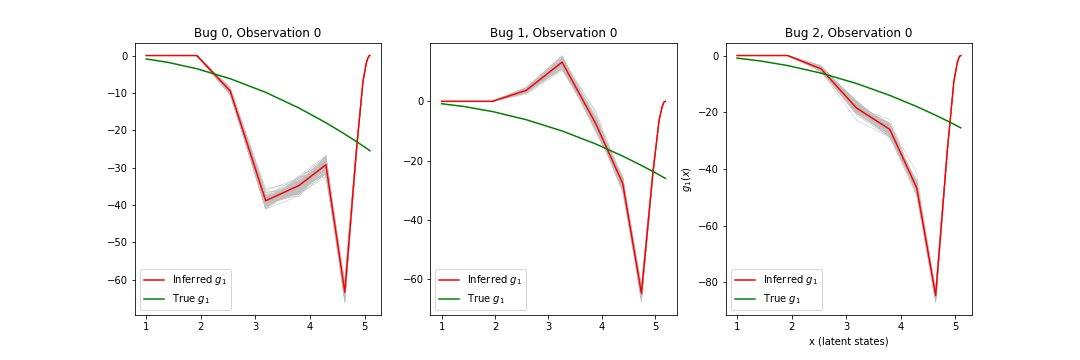 Bug 0, Observation 0
0
−10
−20
−30
−40
−50
−60
1 2 3 4 5
Inferred g₁
True g₁
Bug 1, Observation 0
0
−20
−40
−60
1 2 3 4 5
Inferred g₁
True g₁
Bug 2, Observation 0
g₁(x)
0
−20
−40
−60
−80
1 2 3 4 5
x (latent states)
Inferred g₁
True g₁